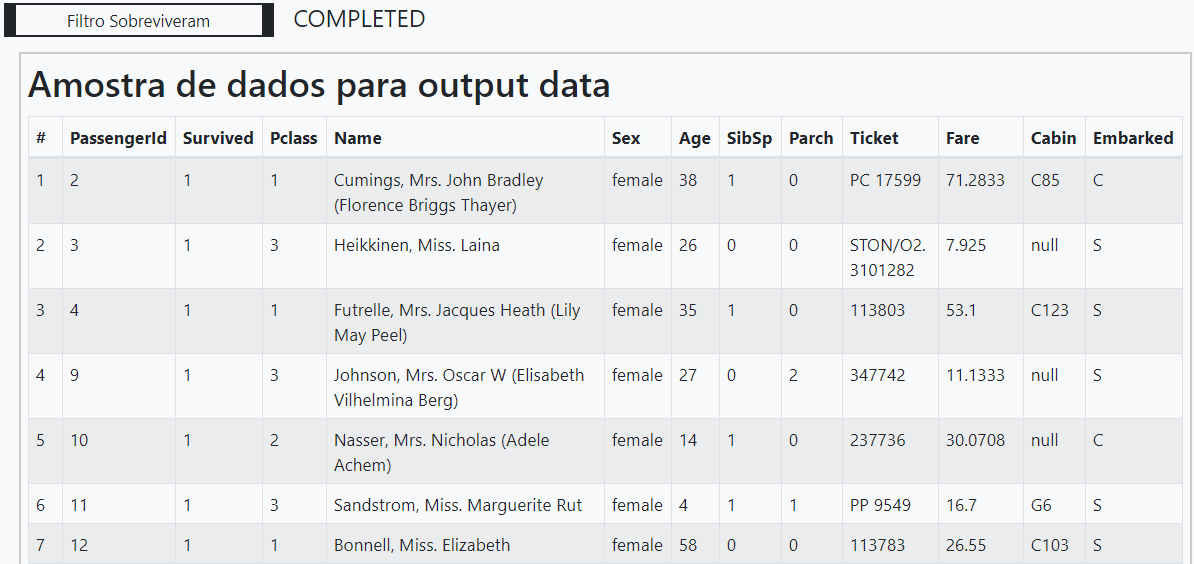 Filtro Sobreviveram COMPLETED
Amostra de dados para output data
# PassengerId Survived Pclass Name Sex Age SibSp Parch Ticket Fare Cabin Embarked
1 2 1 1 Cumings, Mrs. John Bradley female 38 1 0 PC 17599 71.2833 C85 C
(Florence Briggs Thayer)
2 3 1 3 Heikkinen, Miss. Laina female 26 0 0 STON/O2. 7.925 null S
3101282
3 4 1 1 Futrelle, Mrs. Jacques Heath (Lily female 35 1 0 113803 53.1 C123 S
May Peel)
4 9 1 3 Johnson, Mrs. Oscar W (Elisabeth female 27 0 2 347742 11.1333 null S
Vilhelmina Berg)
5 10 1 2 Nasser, Mrs. Nicholas (Adele female 14 1 0 237736 30.0708 null C
Achem)
6 11 1 3 Sandstrom, Miss. Marguerite Rut female 4 1 1 PP 9549 16.7 G6 S
7 12 1 1 Bonnell, Miss. Elizabeth female 58 0 0 113783 26.55 C103 S